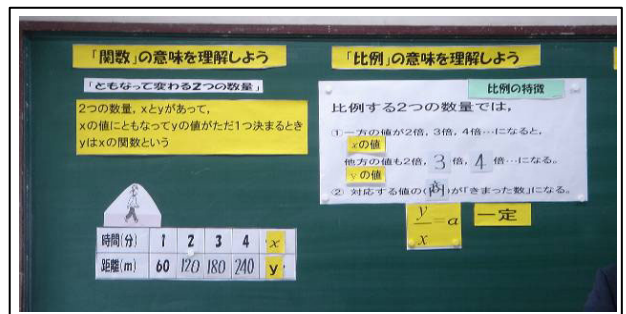 「関数」の意味を理解しよう
「ともなって変わる2つの数量」
2つの数量, xとyがあって,
xの値にともなってyの値がただ1つ決まるとき
yはxの関数という
時間(分) 1 2 3 4 x
距離(m) 60 120 180 240 y
「比例」の意味を理解しよう
比例の特徴
比例する2つの数量では,
① 一方の値が2倍, 3倍, 4倍…になると,
xの値
他方の値も2倍, 3 倍, 4 倍…になる。
yの値
② 対応する値の(商)が「きまった数」になる。
y/x=a 一定